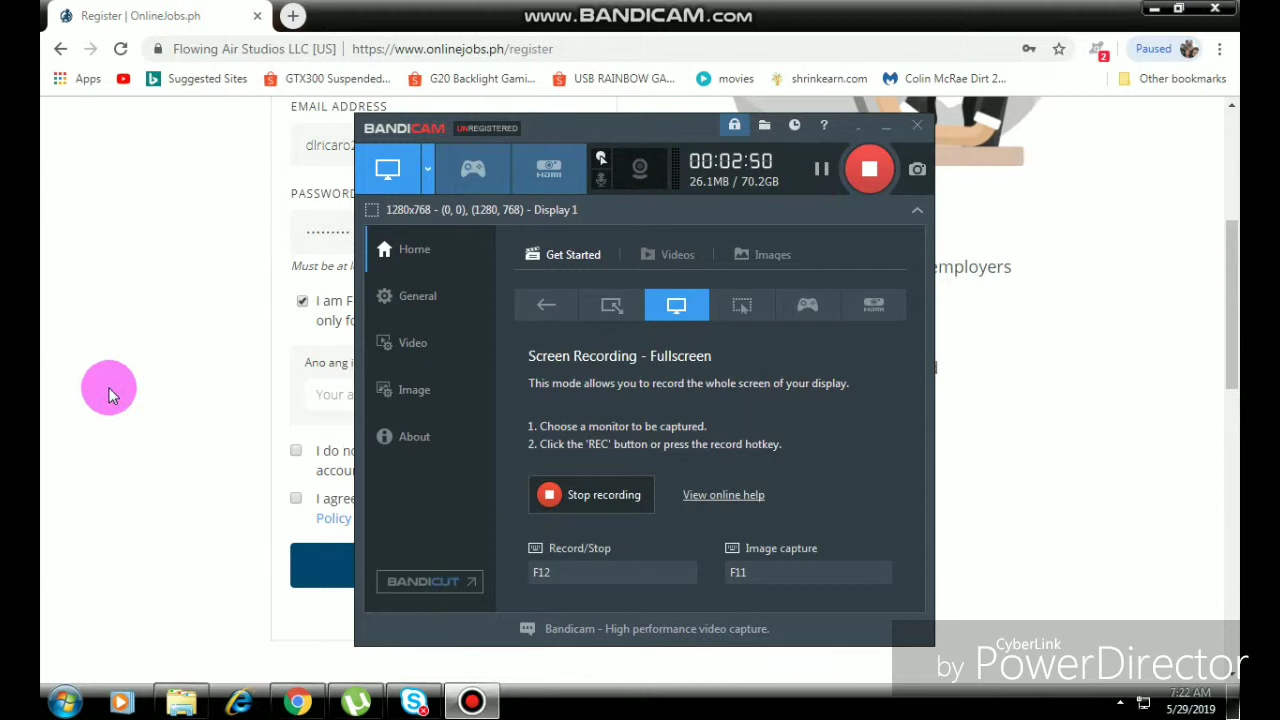 Register | OnlineJobs.ph
WWW.BANDICAM.COM
Flowing Air Studios LLC [US] | https://www.onlinejobs.ph/register
2
Paused
Apps
Suggested Sites
GTX300 Suspended...
G20 Backlight Gami...
USB RAINBOW GA...
movies
shrinkearn.com
Colin McRae Dirt 2...
Other bookmarks
EMAIL ADDRESS
dlricaro2
PASSWORD
Must be at le
I am F
only fo
Ano ang i
Your a
I do no
accoun
I agree
Policy
employers
BANDICAM
UNREGISTERED
?
HDMI
00:02:50
26.1MB / 70.2GB
1280x768 - (0, 0), (1280, 768) - Display 1
Home
General
Video
Image
About
BANDICUT
Get Started
Videos
Images
HDMI
Screen Recording - Fullscreen
This mode allows you to record the whole screen of your display.
1. Choose a monitor to be captured.
2. Click the 'REC' button or press the record hotkey.
Stop recording
View online help
Record/Stop
Image capture
F12
F11
Bandicam - High performance video capture.
CyberLink
by PowerDirector
7:22 AM
5/29/2019